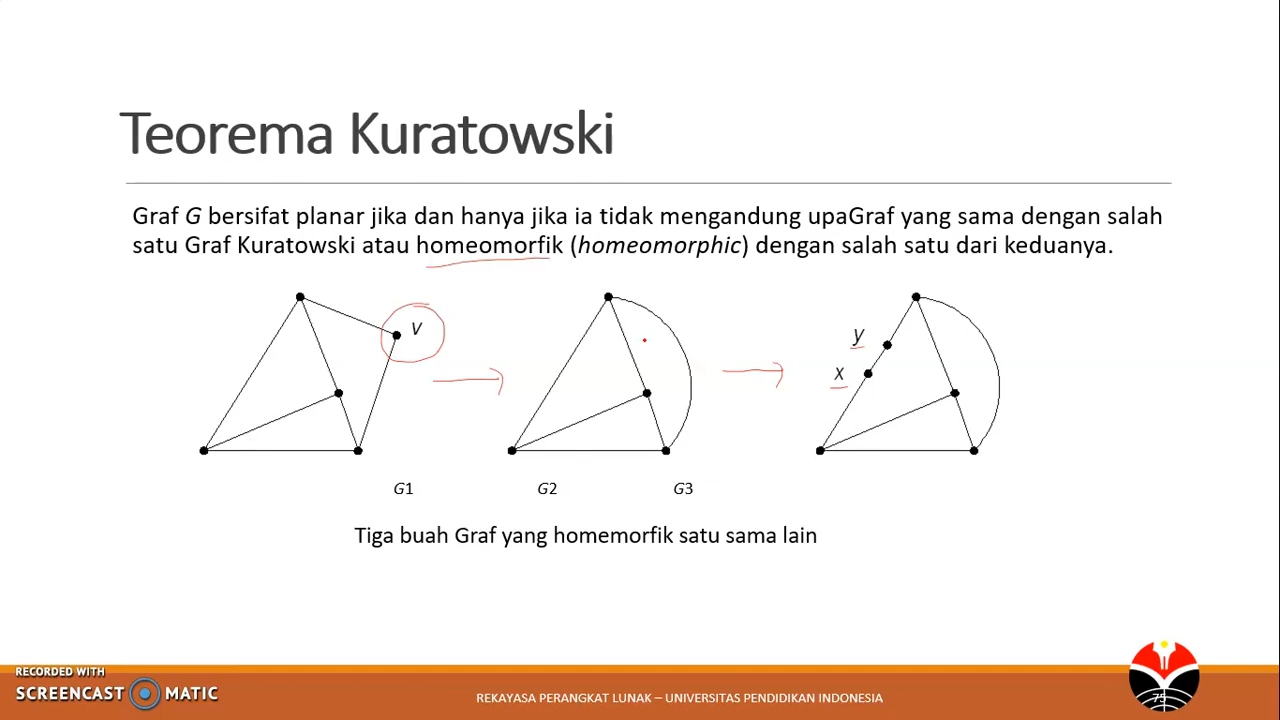 Teorema Kuratowski
Graf G bersifat planar jika dan hanya jika ia tidak mengandung upaGraf yang sama dengan salah
satu Graf Kuratowski atau homeomorfik (homeomorphic) dengan salah satu dari keduanya.
v
y
x
G1 G2 G3
Tiga buah Graf yang homemorfik satu sama lain
RECORDED WITH
SCREENCAST MATIC
REKAYASA PERANGKAT LUNAK – UNIVERSITAS PENDIDIKAN INDONESIA
75